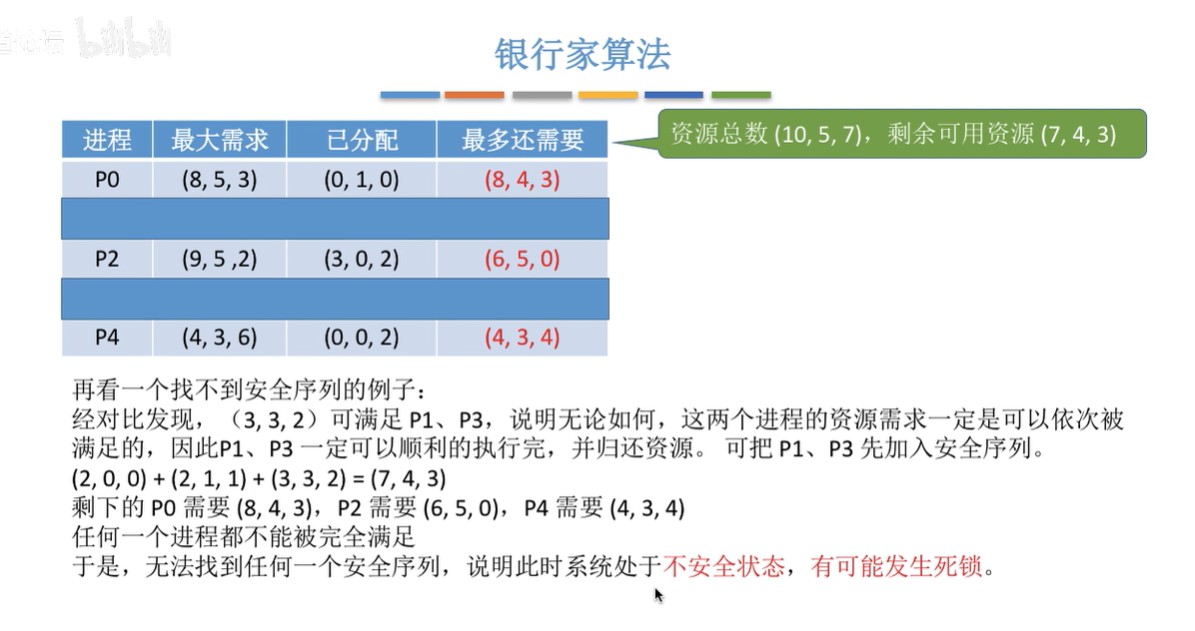 bilibili
银行家算法
资源总数 (10, 5, 7)，剩余可用资源 (7, 4, 3)
进程 最大需求 已分配 最多还需要
P0 (8, 5, 3) (0, 1, 0) (8, 4, 3)
P2 (9, 5 ,2) (3, 0, 2) (6, 5, 0)
P4 (4, 3, 6) (0, 0, 2) (4, 3, 4)
再看一个找不到安全序列的例子：
经对比发现，（3, 3, 2）可满足 P1、P3，说明无论如何，这两个进程的资源需求一定是可以依次被
满足的，因此P1、P3 一定可以顺利的执行完，并归还资源。 可把 P1、P3 先加入安全序列。
(2, 0, 0) + (2, 1, 1) + (3, 3, 2) = (7, 4, 3)
剩下的 P0 需要 (8, 4, 3)，P2 需要 (6, 5, 0)，P4 需要 (4, 3, 4)
任何一个进程都不能被完全满足
于是，无法找到任何一个安全序列，说明此时系统处于不安全状态，有可能发生死锁。